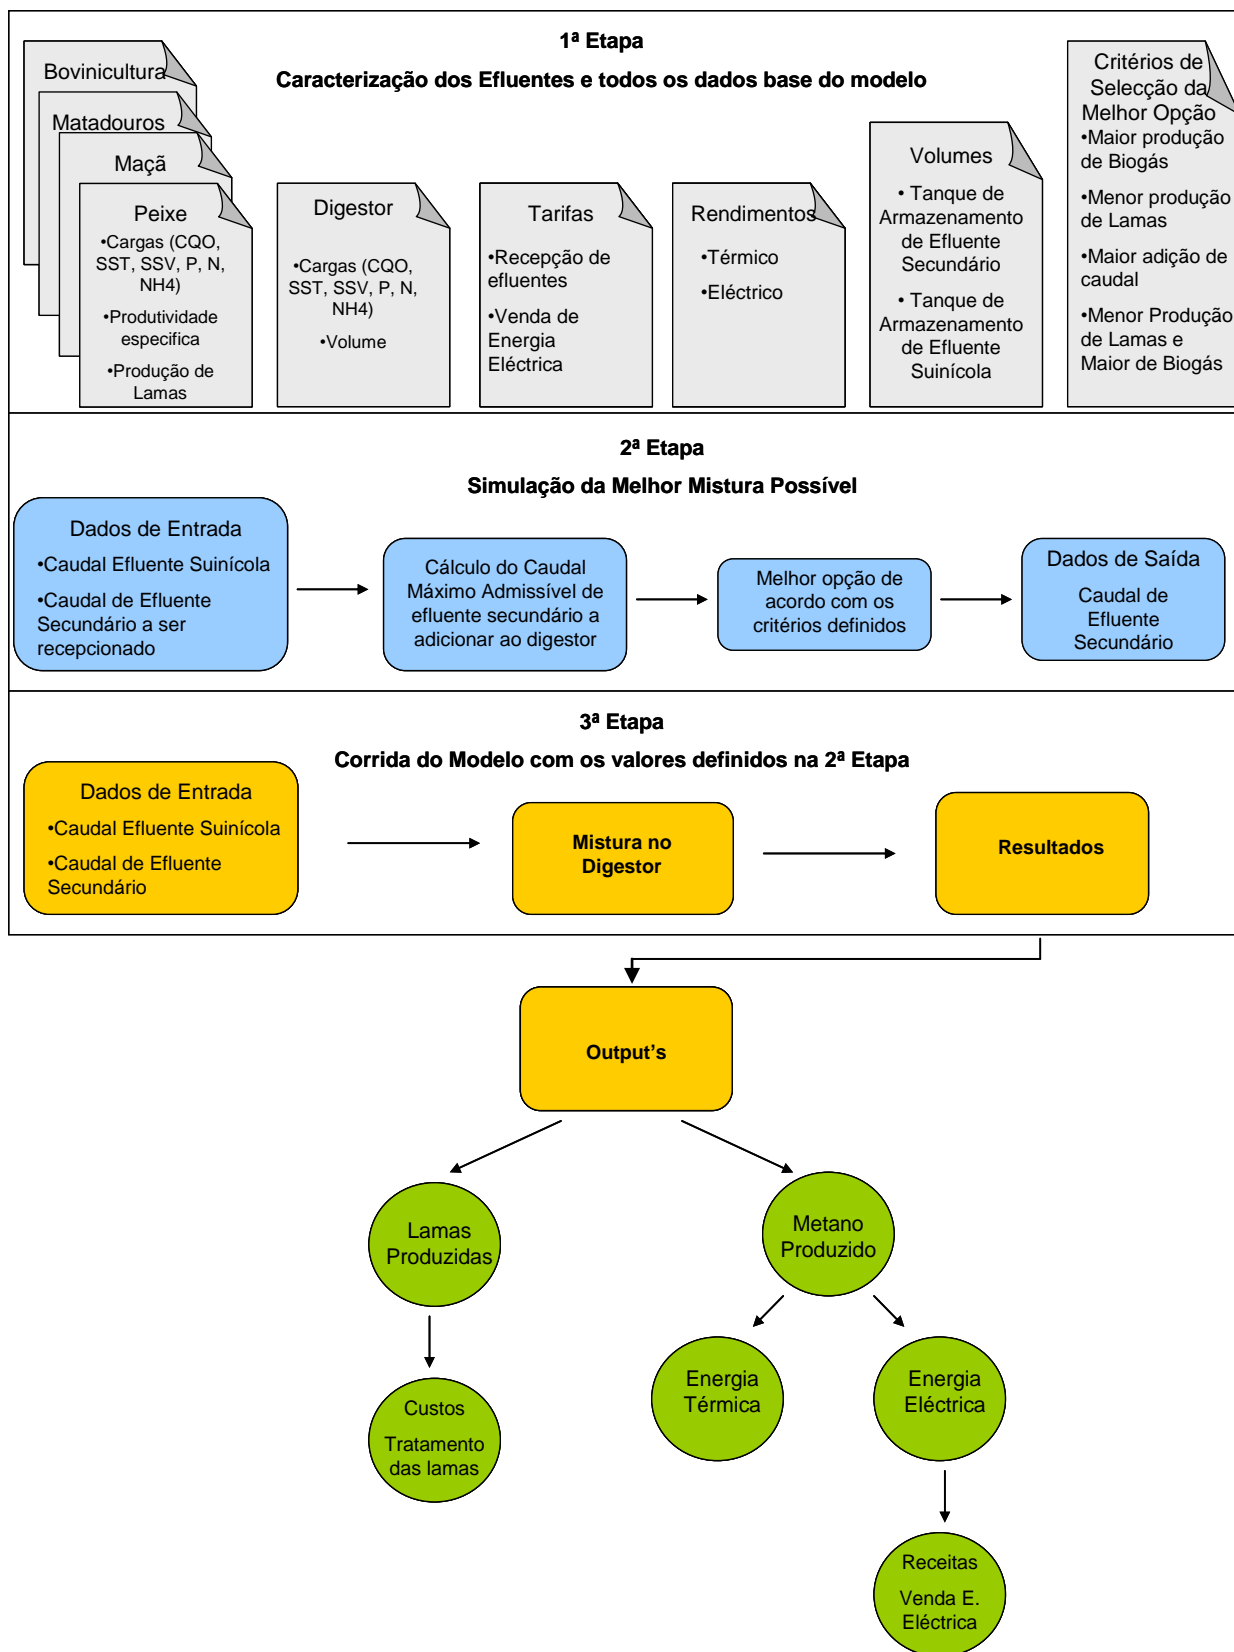 1ª Etapa
Caracterização dos Efluentes e todos os dados base do modelo
Bovinicultura
Matadouros
Maçã
Peixe
•Cargas (CQO,
SST, SSV, P, N,
NH4)
•Produtividade
especifica
•Produção de
Lamas
Digestor
•Cargas (CQO,
SST, SSV, P, N,
NH4)
•Volume
Tarifas
•Recepção de
efluentes
•Venda de
Energia
Eléctrica
Rendimentos
•Térmico
•Eléctrico
Volumes
• Tanque de
Armazenamento
de Efluente
Secundário
• Tanque de
Armazenamento
de Efluente
Suinícola
Critérios de
Selecção da
Melhor Opção
•Maior produção
de Biogás
•Menor produção
de Lamas
•Maior adição de
caudal
•Menor Produção
de Lamas e
Maior de Biogás
2ª Etapa
Simulação da Melhor Mistura Possível
Dados de Entrada
•Caudal Efluente Suinícola
•Caudal de Efluente
Secundário a ser
recepcionado
Cálculo do Caudal
Máximo Admissível de
efluente secundário a
adicionar ao digestor
Melhor opção de
acordo com os
critérios definidos
Dados de Saída
Caudal de
Efluente
Secundário
3ª Etapa
Corrida do Modelo com os valores definidos na 2ª Etapa
Dados de Entrada
•Caudal Efluente Suinícola
•Caudal de Efluente
Secundário
Mistura no
Digestor
Resultados
Output’s
Lamas
Produzidas
Metano
Produzido
Energia
Térmica
Energia
Eléctrica
Custos
Tratamento
das lamas
Receitas
Venda E.
Eléctrica